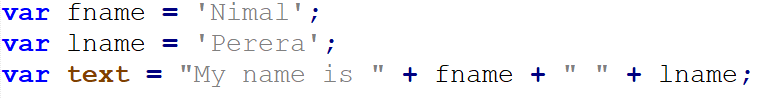 var fname = 'Nimal';
var lname = 'Perera';
var text = "My name is " + fname + " " + lname;